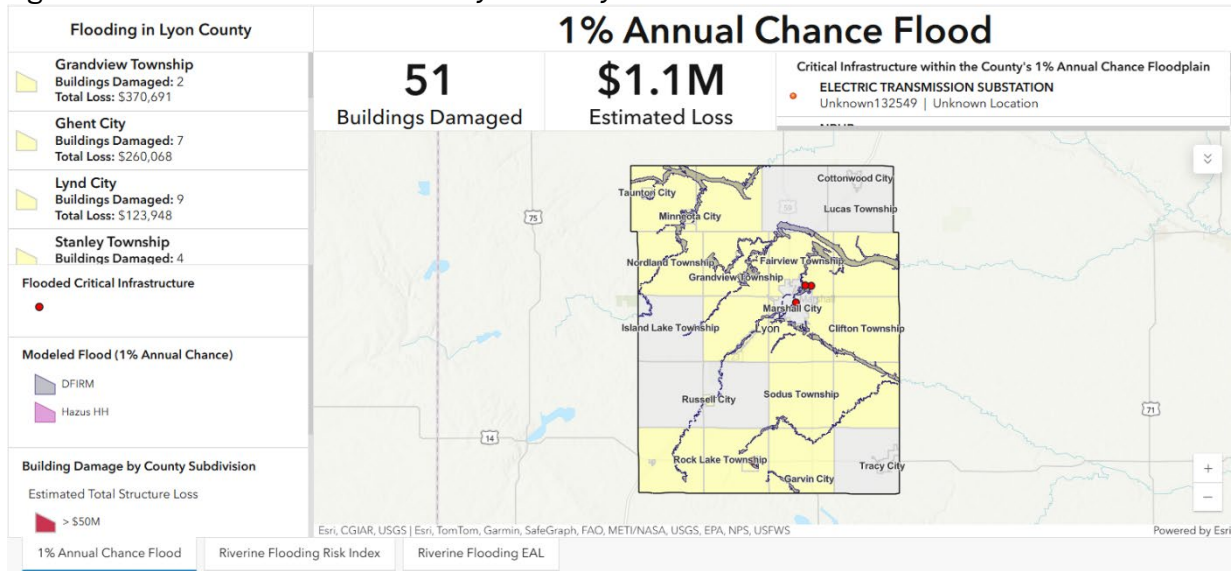 Flooding in Lyon County
1% Annual Chance Flood
Grandview Township
Buildings Damaged: 2
Total Loss: $370,691
Ghent City
Buildings Damaged: 7
Total Loss: $260,068
Lynd City
Buildings Damaged: 9
Total Loss: $123,948
Stanley Township
Buildings Damaged: 4
51
Buildings Damaged
$1.1M
Estimated Loss
Critical Infrastructure within the County's 1% Annual Chance Floodplain
ELECTRIC TRANSMISSION SUBSTATION
Unknown132549 | Unknown Location
Flooded Critical Infrastructure
Modeled Flood (1% Annual Chance)
DFIRM
Hazus HH
Building Damage by County Subdivision
Estimated Total Structure Loss
> $50M
Cottonwood City
Taunton City
59
Lucas Township
Minneota City
75
Nordland Township
Fairview Township
Grandview Township
Marshall City
Island Lake Township
Lyon
Clifton Township
Russell City
Sodus Township
71
14
Rock Lake Township
Tracy City
Garvin City
+
−
Esri, CGIAR, USGS | Esri, TomTom, Garmin, SafeGraph, FAO, METI/NASA, USGS, EPA, NPS, USFWS
Powered by Esri
1% Annual Chance Flood
Riverine Flooding Risk Index
Riverine Flooding EAL